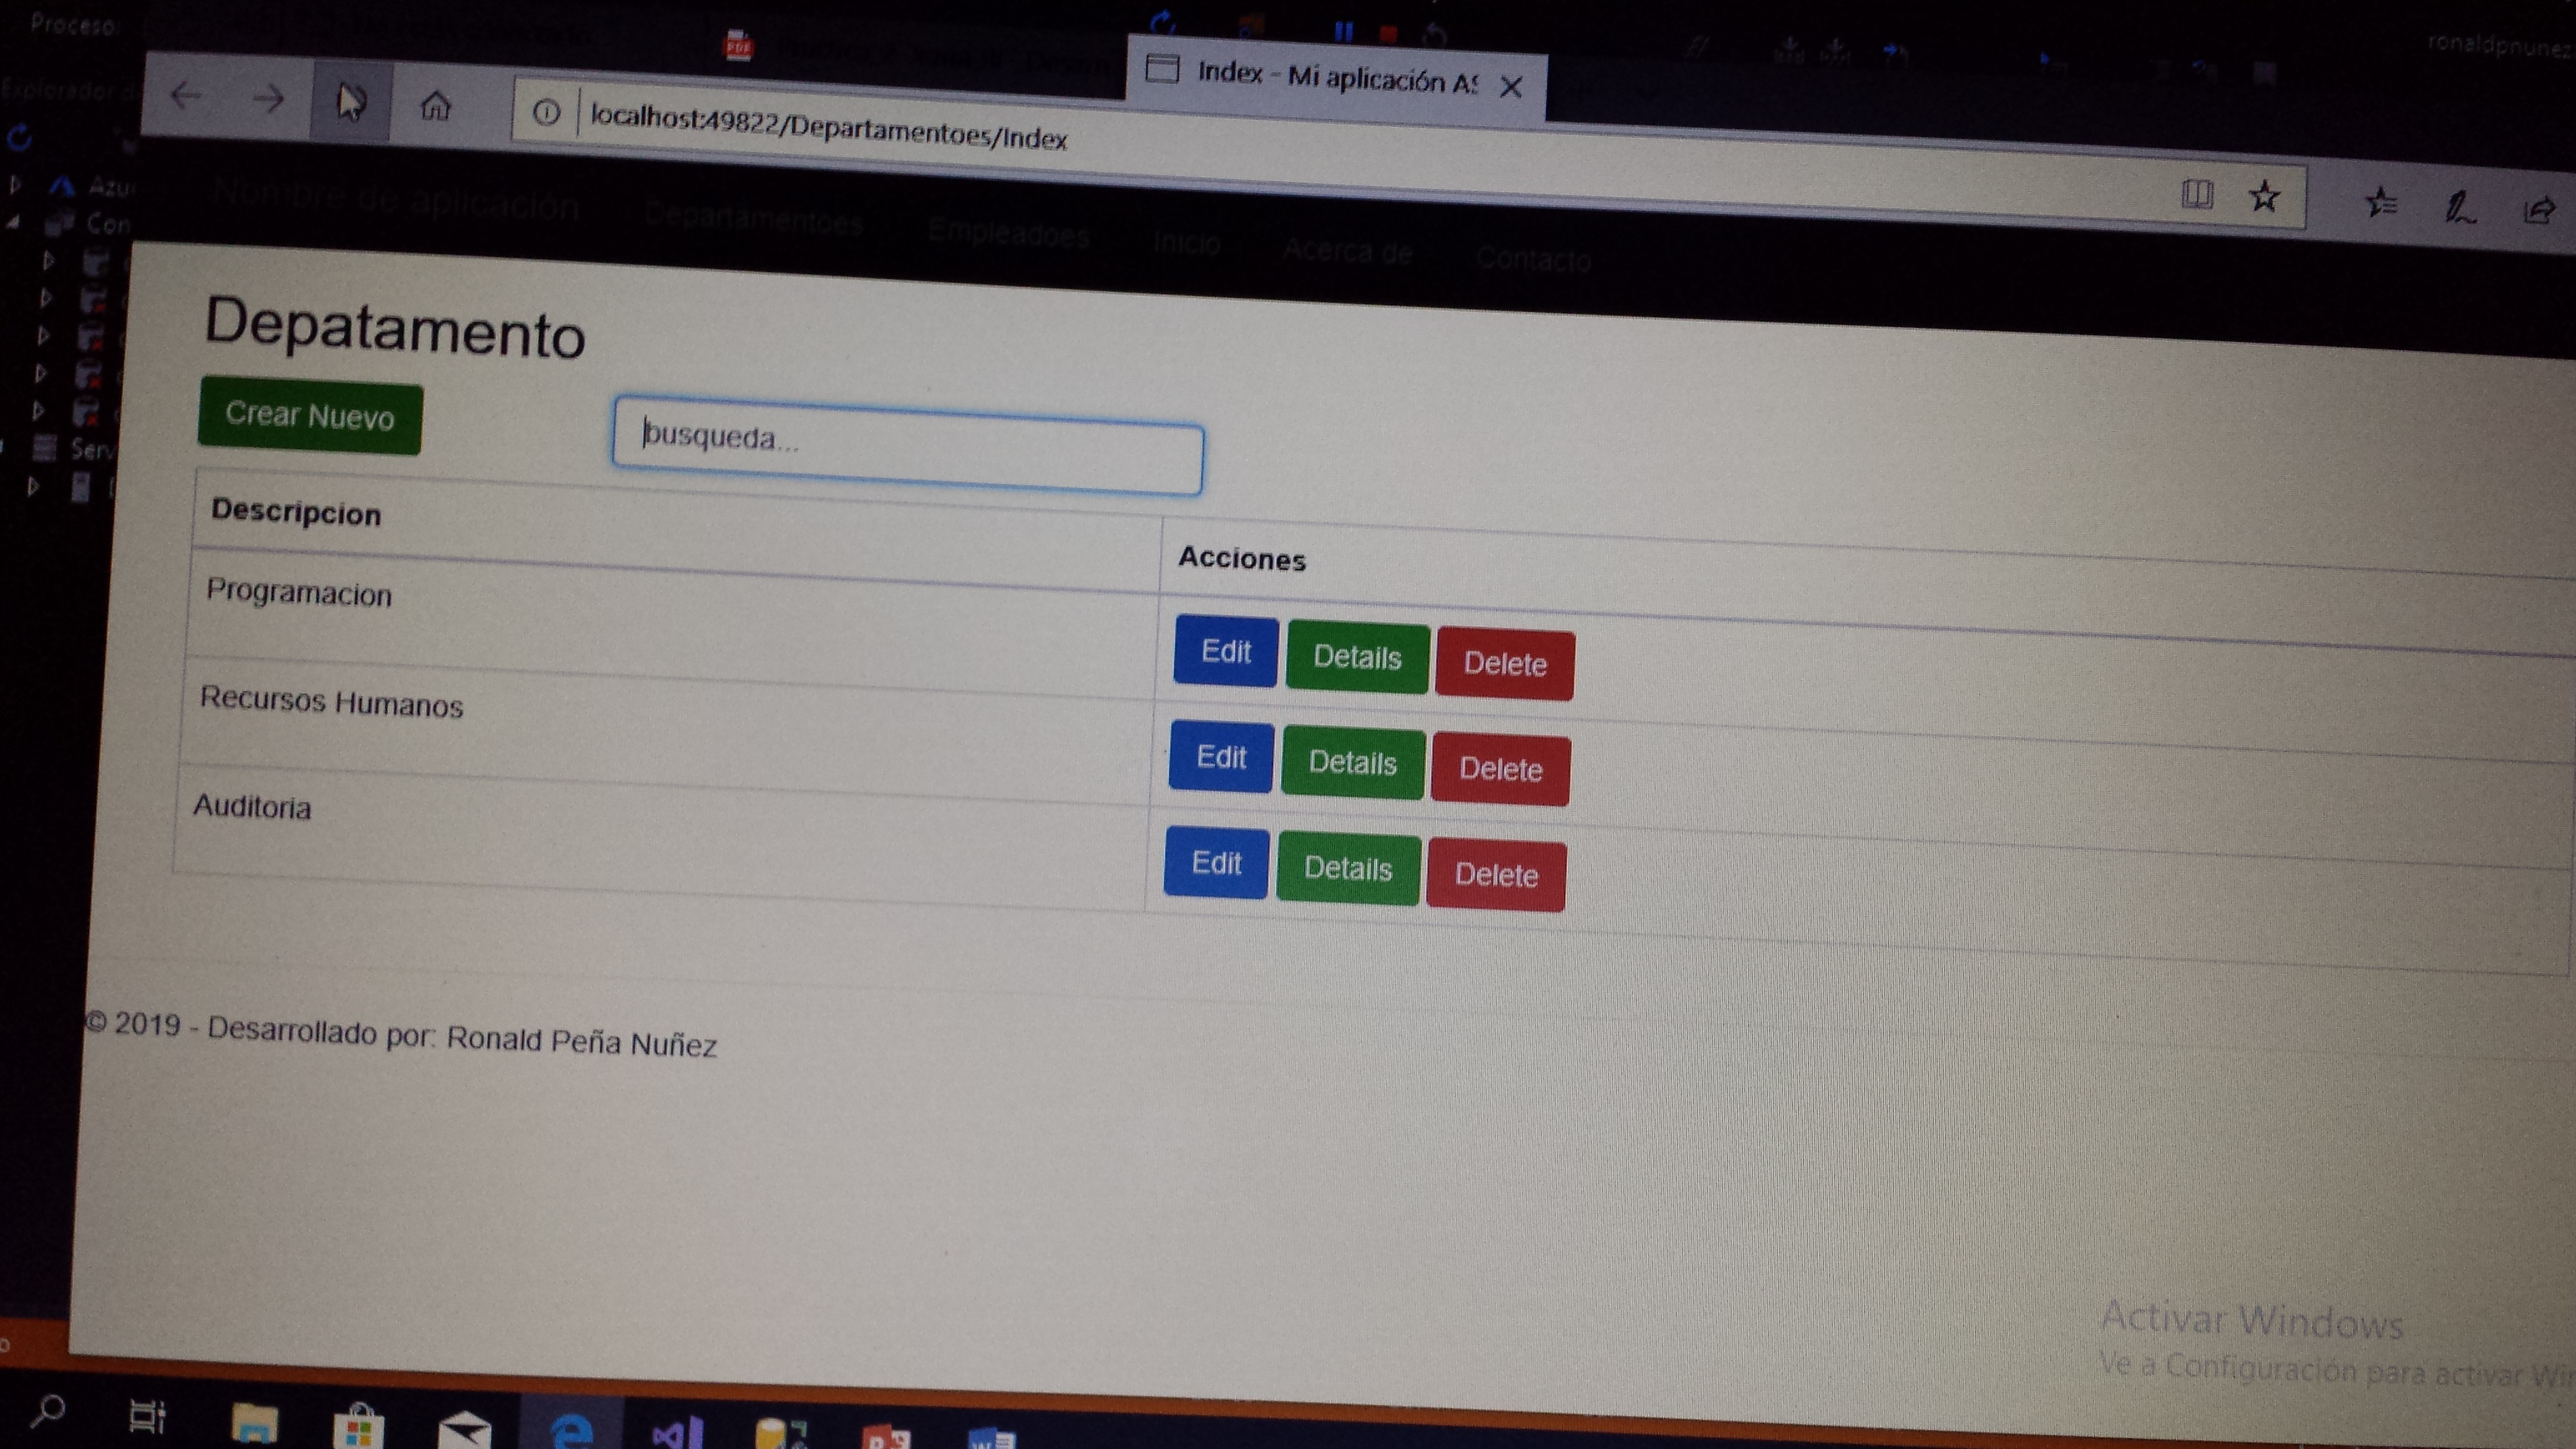 Proceso:
ronaldpnunez
Explorador d
Index - Mi aplicación AS
localhost:49822/Departamentoes/Index
Nombre de aplicación Departamentoes Empleadoes Inicio Acerca de Contacto
Azu
Con
Serv
Depatamento
Crear Nuevo
busqueda...
Descripcion Acciones
Programacion Edit Details Delete
Recursos Humanos Edit Details Delete
Auditoria Edit Details Delete
© 2019 - Desarrollado por: Ronald Peña Nuñez
Activar Windows
Ve a Configuración para activar Win